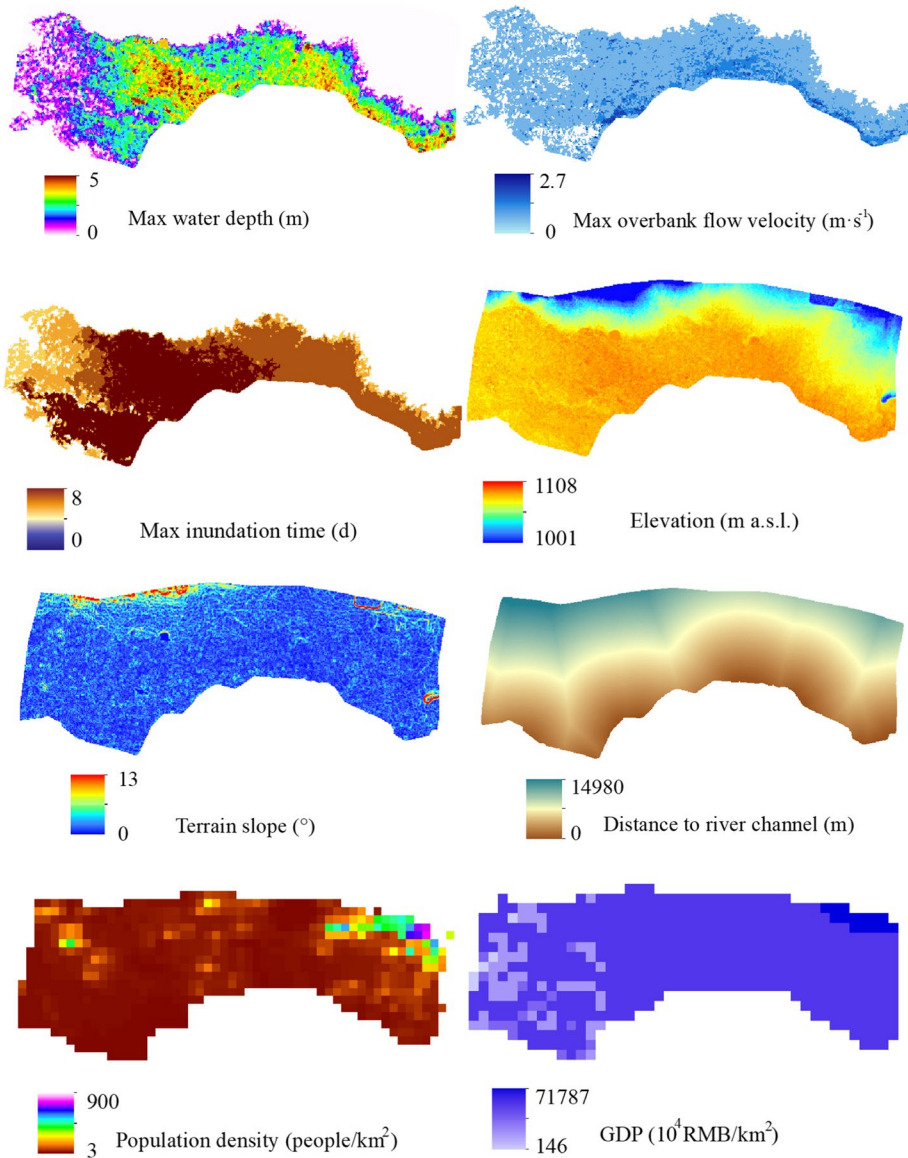 5
0
Max water depth (m)
2.7
0
Max overbank flow velocity (m·s⁻¹)
8
0
Max inundation time (d)
1108
1001
Elevation (m a.s.l.)
13
0
Terrain slope (°)
14980
0
Distance to river channel (m)
900
3
Population density (people/km²)
71787
146
GDP (10⁴ RMB/km²)